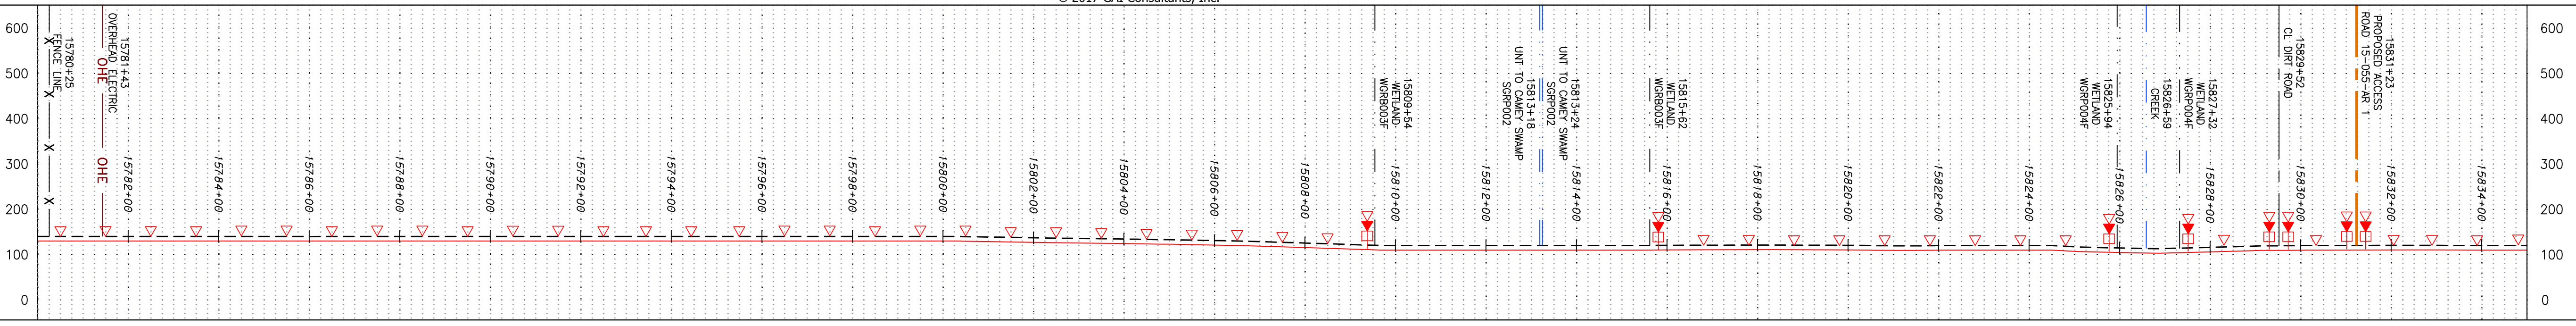 © 2017 GAI Consultants, Inc.
600
500
400
300
200
100
0
15780+25
FENCE LINE
X
X
X
X
15781+43
OVERHEAD ELECTRIC
OHE
OHE
15809+54
WETLAND
WGRB003F
15813+18
UNT TO CAMEY SWAMP
SGRP002
15813+24
UNT TO CAMEY SWAMP
SGRP002
15815+62
WETLAND
WGRB003F
15825+94
WETLAND
WGRP004F
15826+59
CREEK
15827+32
WETLAND
WGRP004F
15829+52
CL DIRT ROAD
15831+23
PROPOSED ACCESS
ROAD 15-055-AR1
15782+00
15784+00
15786+00
15788+00
15790+00
15792+00
15794+00
15796+00
15798+00
15800+00
15802+00
15804+00
15806+00
15808+00
15810+00
15812+00
15814+00
15816+00
15818+00
15820+00
15822+00
15824+00
15826+00
15828+00
15830+00
15832+00
15834+00
600
500
400
300
200
100
0